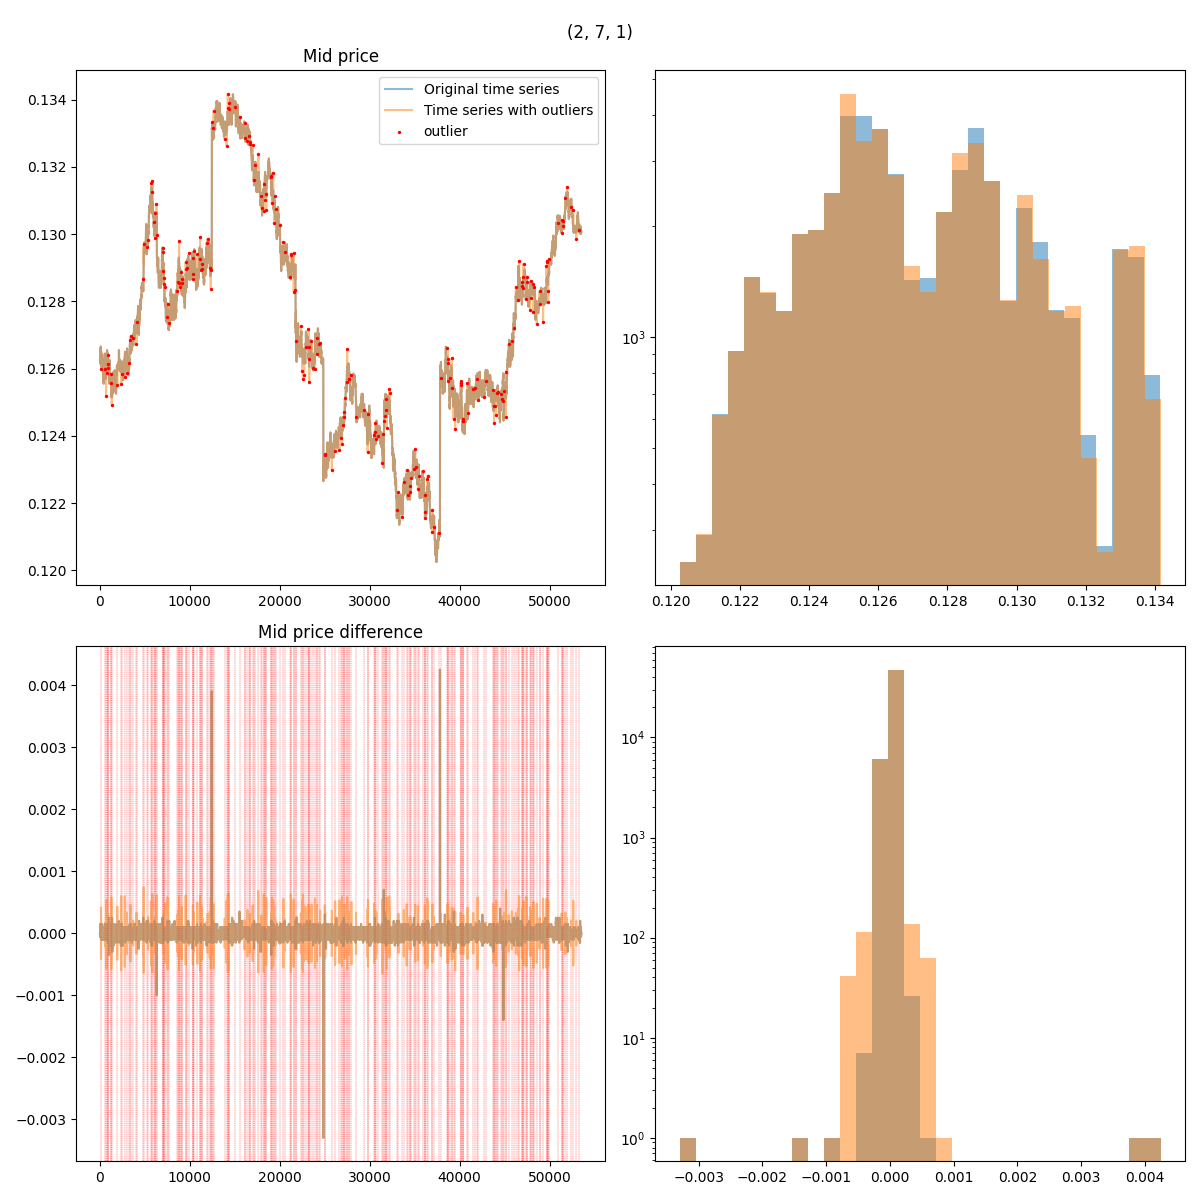 (2, 7, 1)
Mid price
Original time series
Time series with outliers
outlier
0.134
0.132
0.130
0.128
0.126
0.124
0.122
0.120
0 10000 20000 30000 40000 50000
10³
0.120 0.122 0.124 0.126 0.128 0.130 0.132 0.134
Mid price difference
0.004
0.003
0.002
0.001
0.000
−0.001
−0.002
−0.003
0 10000 20000 30000 40000 50000
10⁴
10³
10²
10¹
10⁰
−0.003 −0.002 −0.001 0.000 0.001 0.002 0.003 0.004